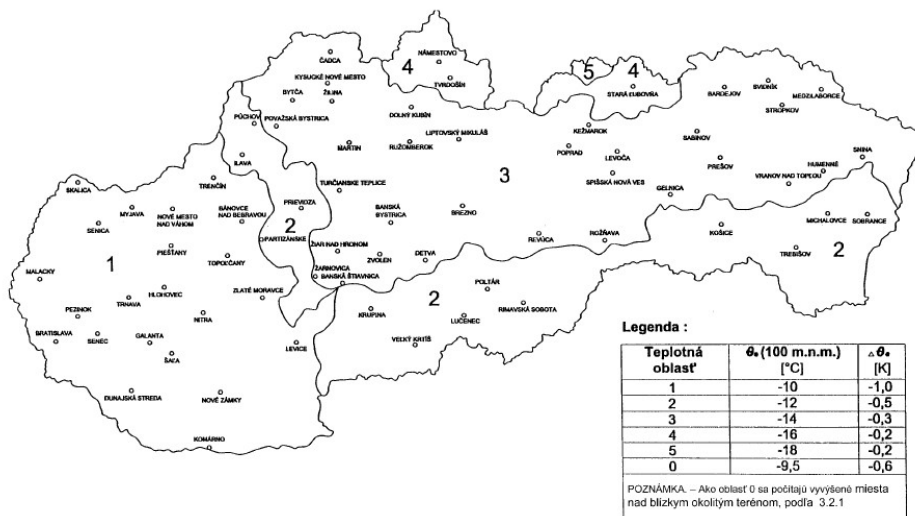 ČADCA
NÁMESTOVO
4
5
4
KYSUCKÉ NOVÉ MESTO
TVRDOŠÍN
STARÁ ĽUBOVŇA
BARDEJOV
SVIDNÍK
MEDZILABORCE
BYTČA
ŽILINA
STROPKOV
PÚCHOV
POVAŽSKÁ BYSTRICA
DOLNÝ KUBÍN
KEŽMAROK
SABINOV
LIPTOVSKÝ MIKULÁŠ
MARTIN
RUŽOMBEROK
POPRAD
LEVOČA
PREŠOV
HUMENNÉ
SNINA
ILAVA
3
SPIŠSKÁ NOVÁ VES
VRANOV NAD TOPĽOU
SKALICA
TRENČÍN
TURČIANSKE TEPLICE
GELNICA
MYJAVA
NOVÉ MESTO
NAD VÁHOM
BÁNOVCE
NAD BEBRAVOU
PRIEVIDZA
BANSKÁ
BYSTRICA
BREZNO
MICHALOVCE
SOBRANCE
SENICA
2
KOŠICE
PARTIZÁNSKE
ŽIAR NAD HRONOM
REVÚCA
ROŽŇAVA
TREBIŠOV
2
1
PIEŠŤANY
TOPOĽČANY
ZVOLEN
DETVA
MALACKY
ŽARNOVICA
BANSKÁ ŠTIAVNICA
HLOHOVEC
ZLATÉ MORAVCE
2
POLTÁR
PEZINOK
TRNAVA
NITRA
KRUPINA
LUČENEC
RIMAVSKÁ SOBOTA
BRATISLAVA
SENEC
GALANTA
LEVICE
VEĽKÝ KRTÍŠ
ŠAĽA
DUNAJSKÁ STREDA
NOVÉ ZÁMKY
KOMÁRNO
Legenda :
Teplotná oblasť θe (100 m.n.m.) [°C] △θe [K]
1 -10 -1,0
2 -12 -0,5
3 -14 -0,3
4 -16 -0,2
5 -18 -0,2
0 -9,5 -0,6
POZNÁMKA. – Ako oblasť 0 sa počítajú vyvýšené miesta
nad blízkym okolitým terénom, podľa 3.2.1